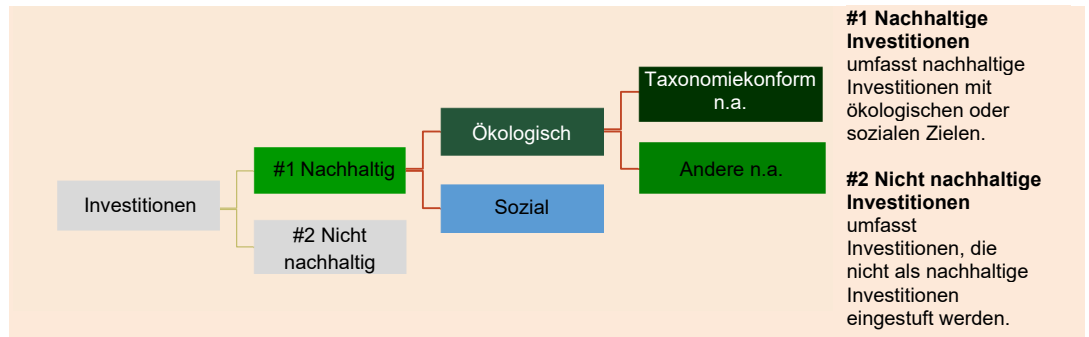 Investitionen
#1 Nachhaltig
#2 Nicht
nachhaltig
Ökologisch
Sozial
Taxonomiekonform
n.a.
Andere n.a.
#1 Nachhaltige
Investitionen
umfasst nachhaltige
Investitionen mit
ökologischen oder
sozialen Zielen.
#2 Nicht nachhaltige
Investitionen
umfasst
Investitionen, die
nicht als nachhaltige
Investitionen
eingestuft werden.